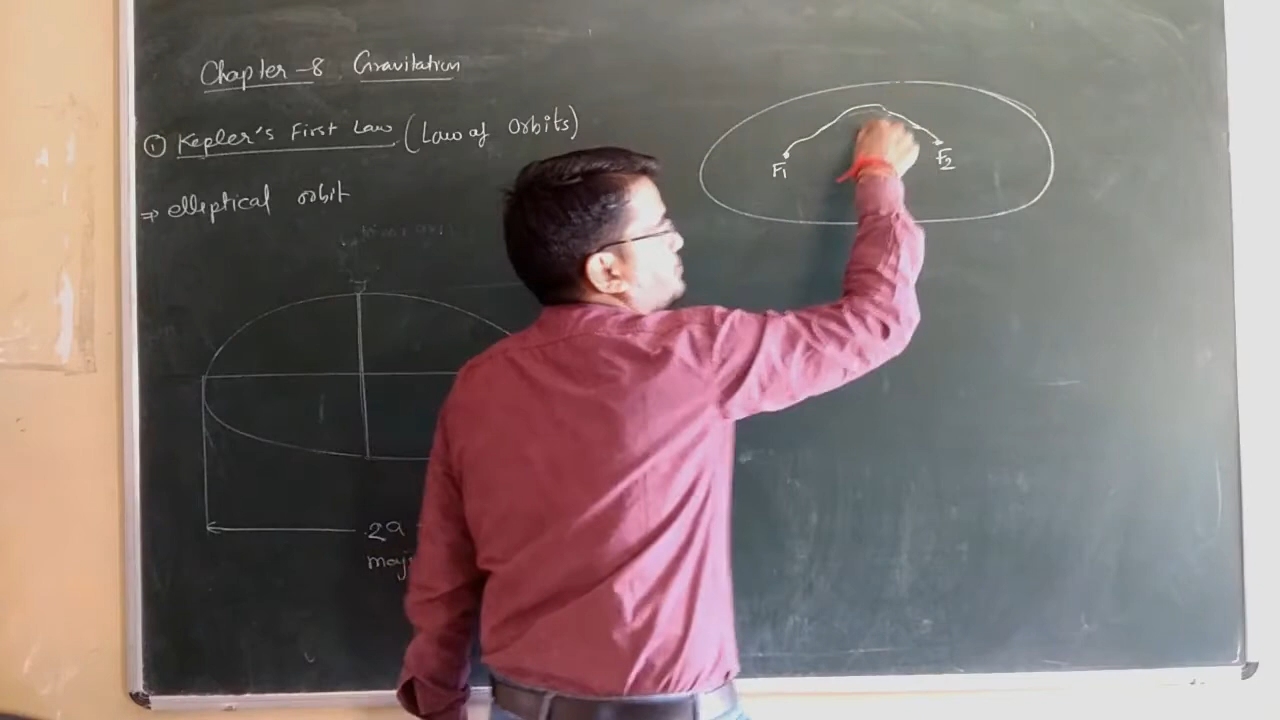 Chapter-8 Gravitation
① Kepler's First Law (Law of Orbits)
⇒ elliptical orbit
F1
F2
2a